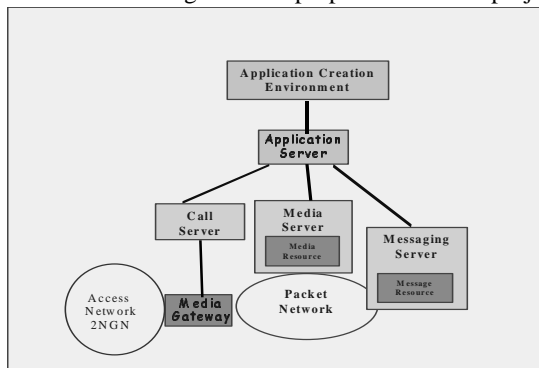 Application Creation
Environment
Application
Server
Call
Server
Media
Server
Media
Resource
Messaging
Server
Message
Resource
Access
Network
2NGN
Media
Gateway
Packet
Network